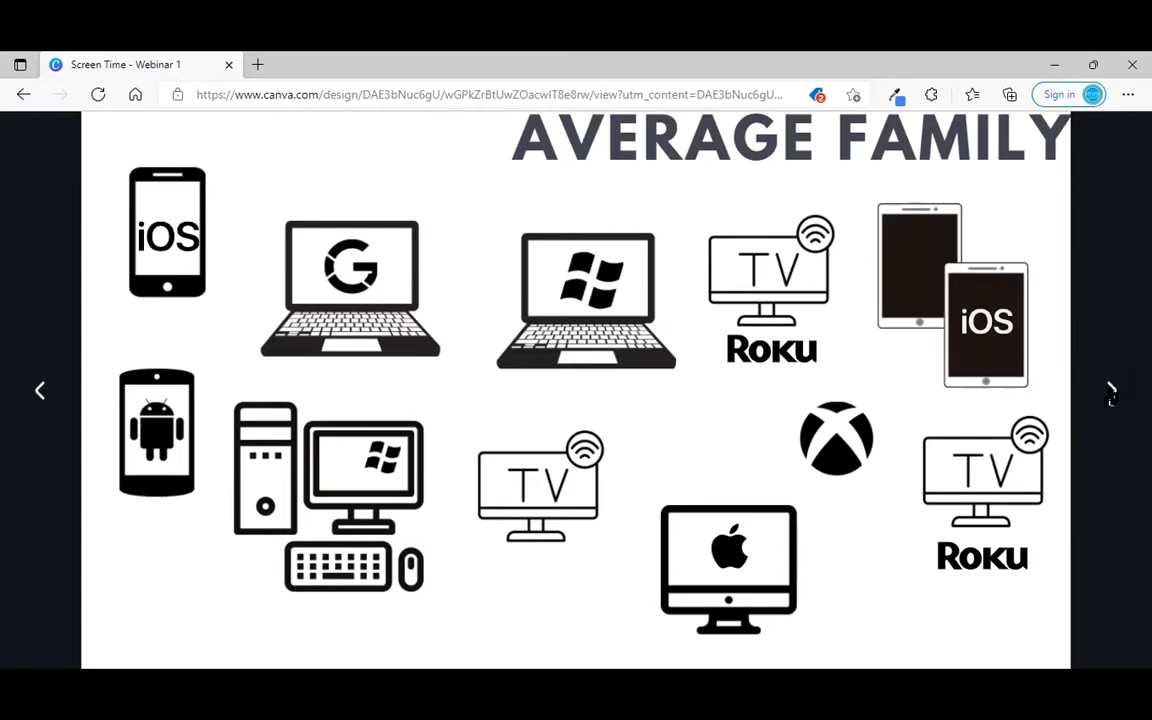 Screen Time - Webinar 1
https://www.canva.com/design/DAE3bNuc6gU/wGPkZrBtUwZOacwIT8e8rw/view?utm_content=DAE3bNuc6gU...
2
Sign in
AVERAGE FAMILY
iOS
G
TV
Roku
iOS
TV
TV
Roku